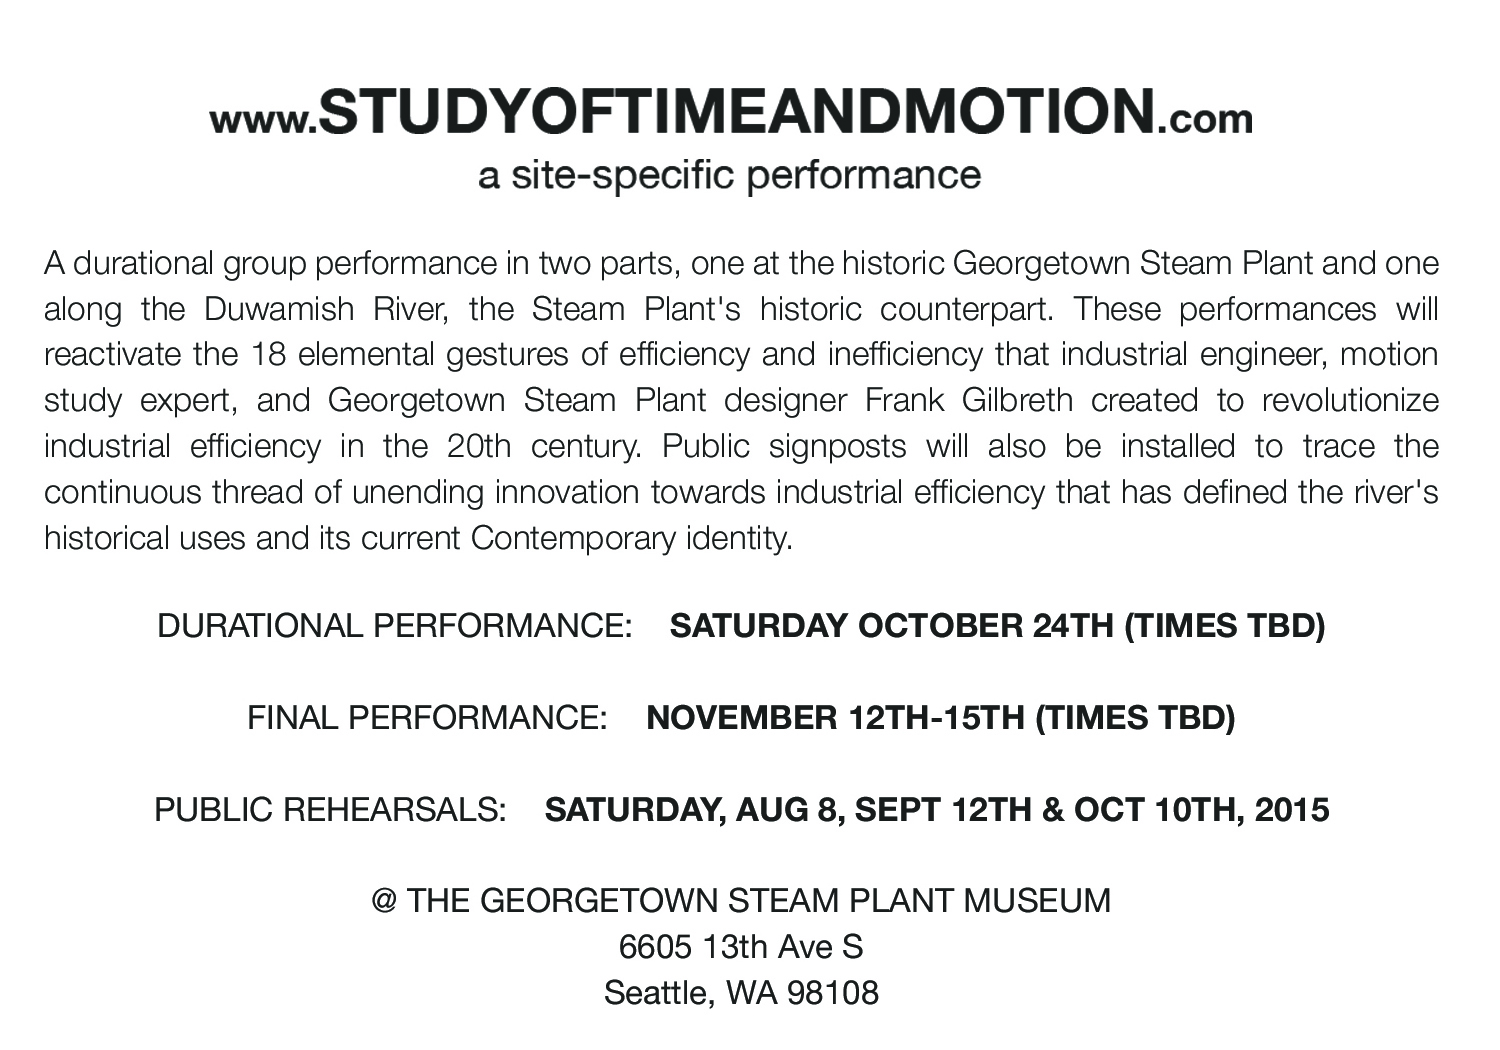 www.STUDYOFTIMEANDMOTION.com
a site-specific performance
A durational group performance in two parts, one at the historic Georgetown Steam Plant and one
along the Duwamish River, the Steam Plant's historic counterpart. These performances will
reactivate the 18 elemental gestures of efficiency and inefficiency that industrial engineer, motion
study expert, and Georgetown Steam Plant designer Frank Gilbreth created to revolutionize
industrial efficiency in the 20th century. Public signposts will also be installed to trace the
continuous thread of unending innovation towards industrial efficiency that has defined the river's
historical uses and its current Contemporary identity.
DURATIONAL PERFORMANCE: SATURDAY OCTOBER 24TH (TIMES TBD)
FINAL PERFORMANCE: NOVEMBER 12TH-15TH (TIMES TBD)
PUBLIC REHEARSALS: SATURDAY, AUG 8, SEPT 12TH & OCT 10TH, 2015
@ THE GEORGETOWN STEAM PLANT MUSEUM
6605 13th Ave S
Seattle, WA 98108